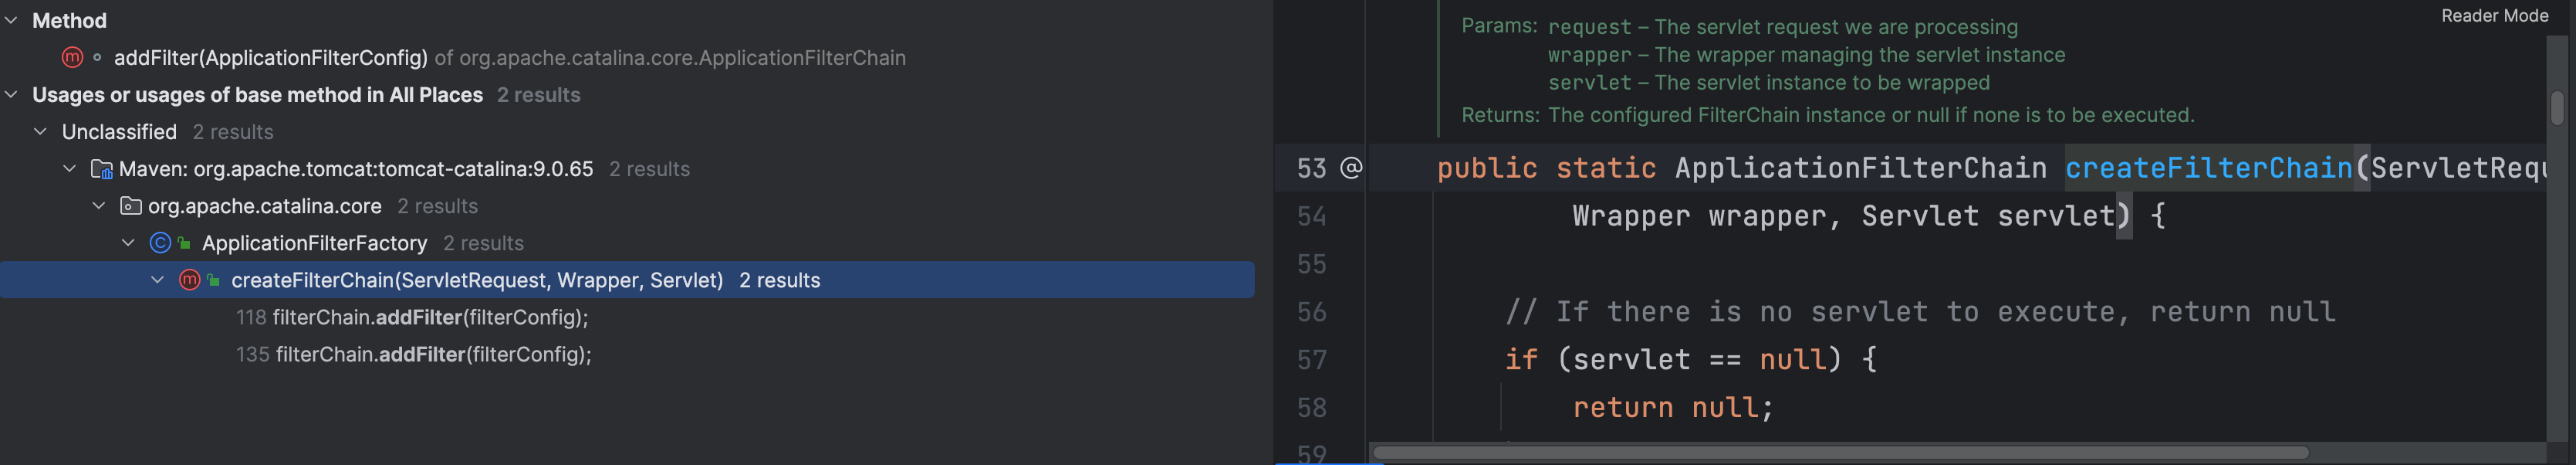 Method
addFilter(ApplicationFilterConfig) of org.apache.catalina.core.ApplicationFilterChain
Usages or usages of base method in All Places 2 results
Unclassified 2 results
Maven: org.apache.tomcat:tomcat-catalina:9.0.65 2 results
org.apache.catalina.core 2 results
ApplicationFilterFactory 2 results
createFilterChain(ServletRequest, Wrapper, Servlet) 2 results
118 filterChain.addFilter(filterConfig);
135 filterChain.addFilter(filterConfig);
Reader Mode
Params: request – The servlet request we are processing
wrapper – The wrapper managing the servlet instance
servlet – The servlet instance to be wrapped
Returns: The configured FilterChain instance or null if none is to be executed.
53 @ public static ApplicationFilterChain createFilterChain(ServletRequ
54 Wrapper wrapper, Servlet servlet) {
55
56 // If there is no servlet to execute, return null
57 if (servlet == null) {
58 return null;
59